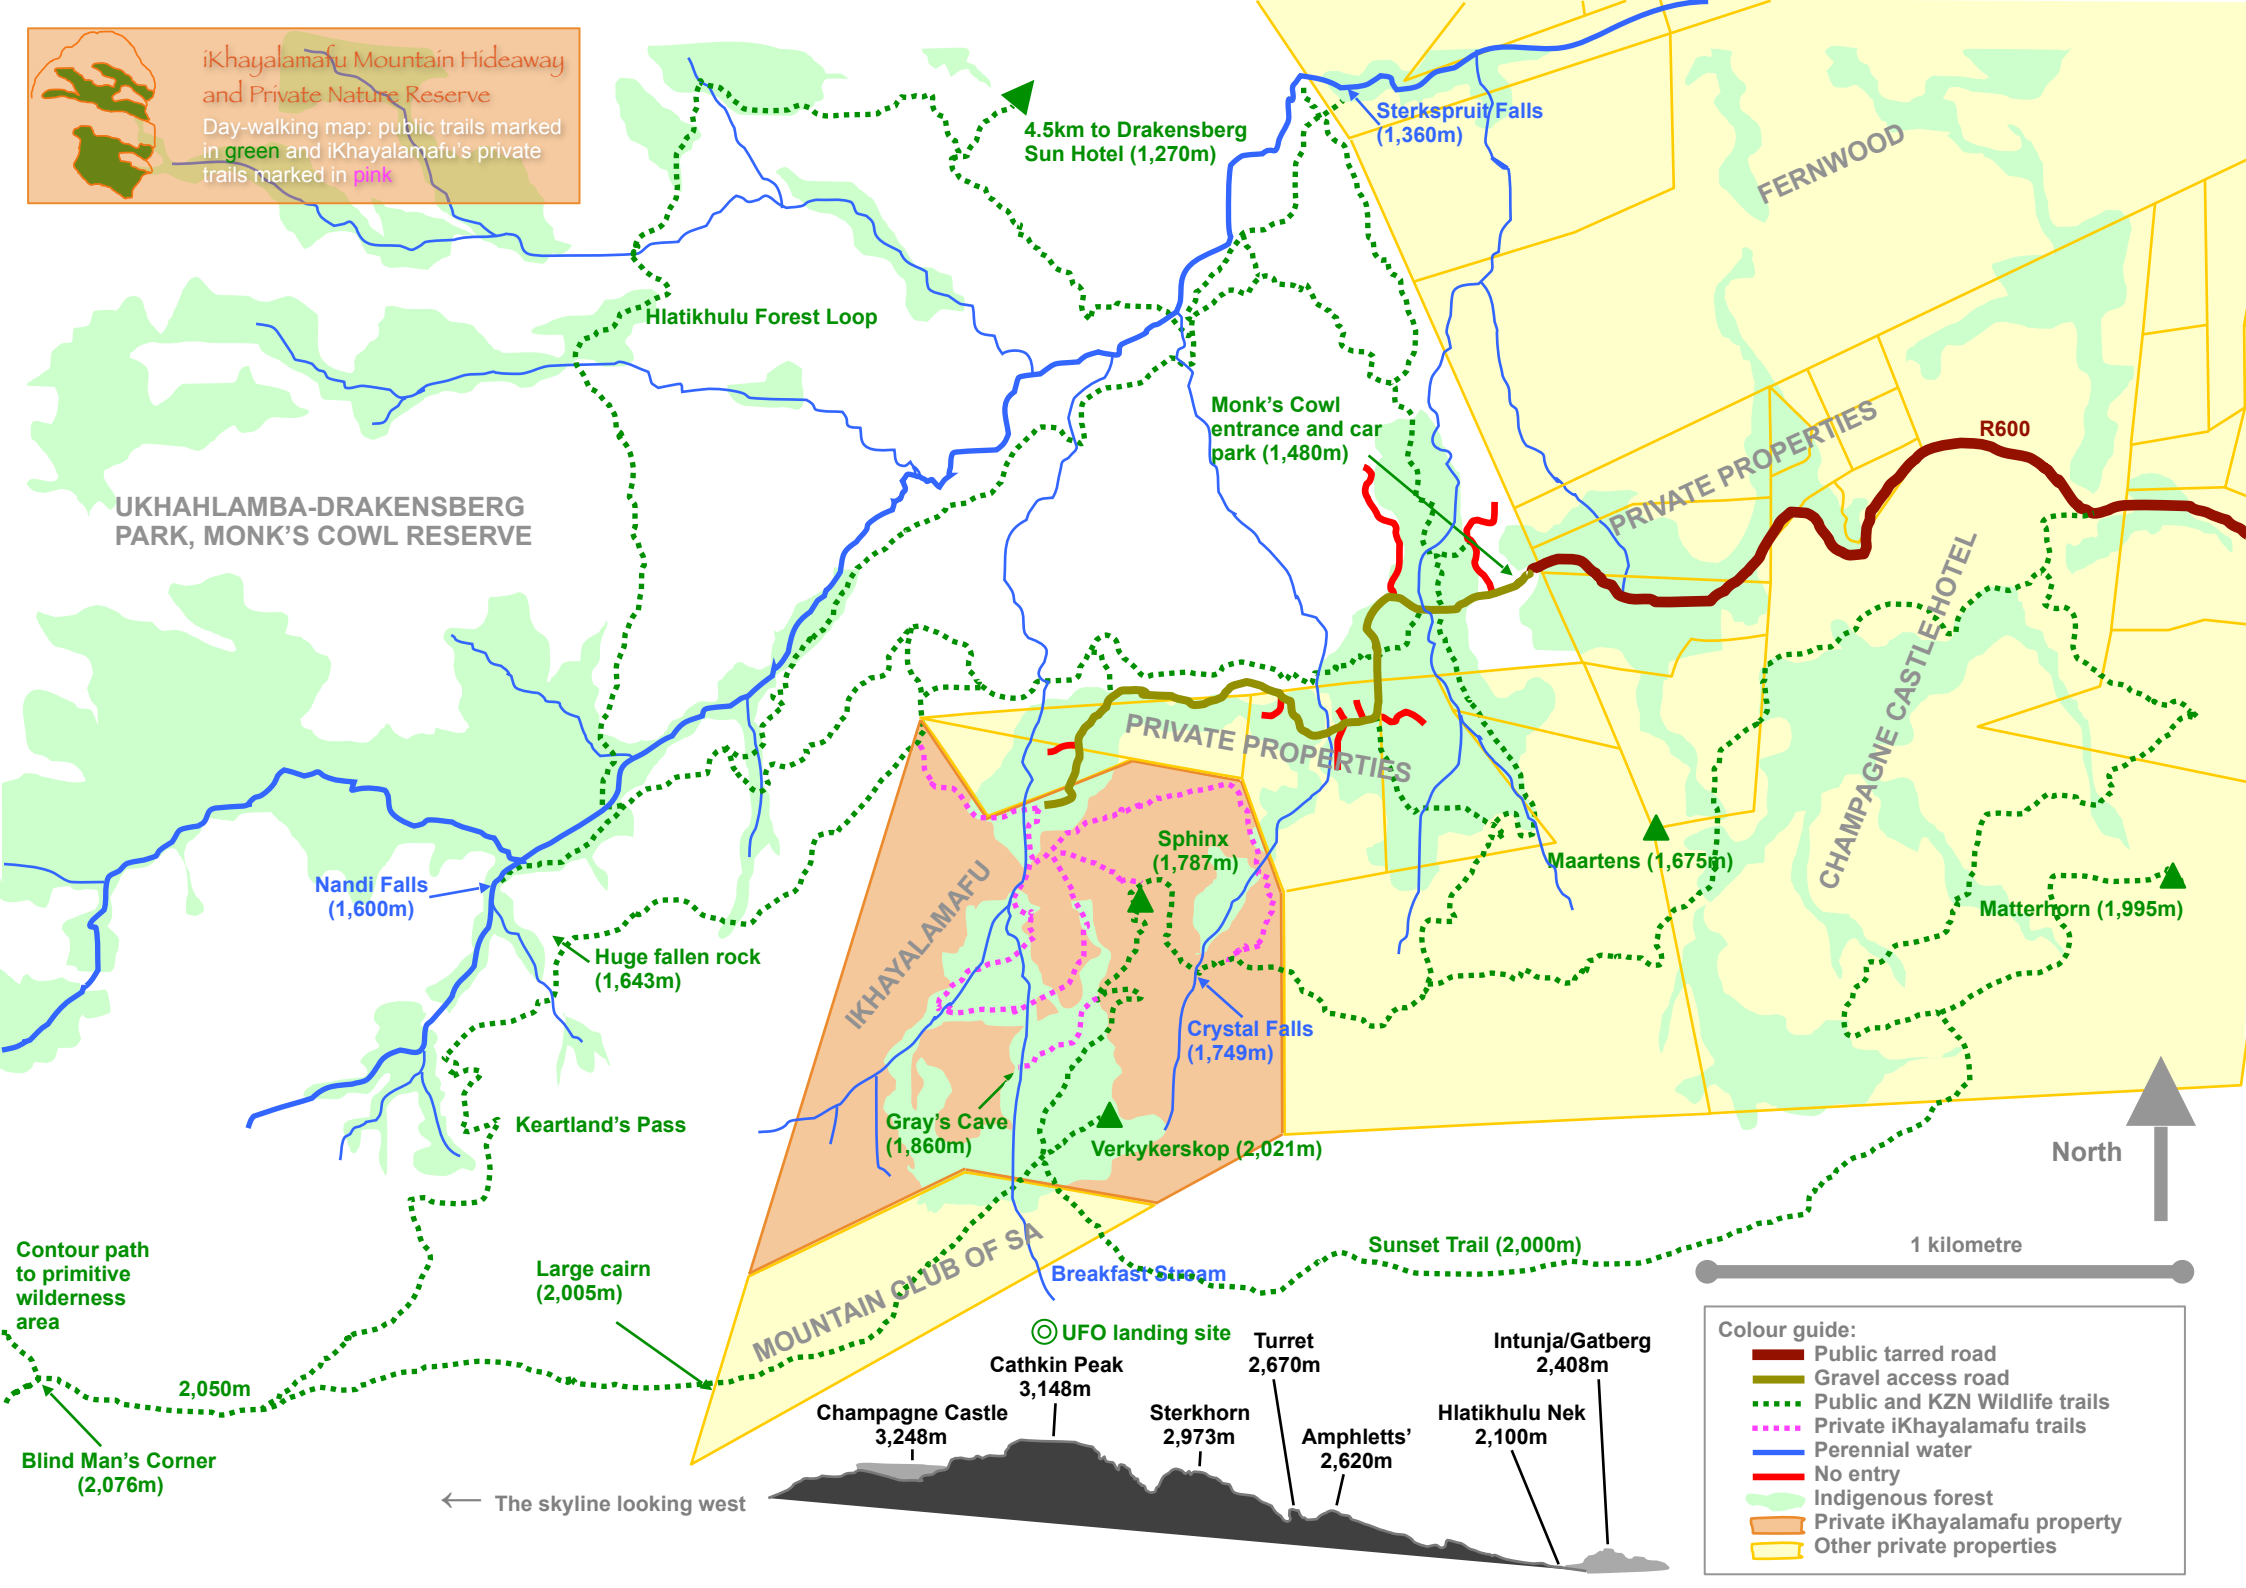 iKhayalamafu Mountain Hideaway
and Private Nature Reserve
Day-walking map: public trails marked
in green and iKhayalamafu's private
trails marked in pink
4.5km to Drakensberg
Sun Hotel (1,270m)
Sterkspruit Falls
(1,360m)
FERNWOOD
Hlatikhulu Forest Loop
Monk's Cowl
entrance and car
park (1,480m)
PRIVATE PROPERTIES
R600
UKHAHLAMBA-DRAKENSBERG
PARK, MONK'S COWL RESERVE
CHAMPAGNE CASTLE HOTEL
PRIVATE PROPERTIES
Sphinx
(1,787m)
Maartens (1,675m)
Matterhorn (1,995m)
Nandi Falls
(1,600m)
IKHAYALAMAFU
Huge fallen rock
(1,643m)
Crystal Falls
(1,749m)
Keartland's Pass
Gray's Cave
(1,860m)
Verkykerskop (2,021m)
North
Contour path
to primitive
wilderness
area
Large cairn
(2,005m)
MOUNTAIN CLUB OF SA
Breakfast Stream
Sunset Trail (2,000m)
1 kilometre
2,050m
Blind Man's Corner
(2,076m)
UFO landing site
Cathkin Peak
3,148m
Turret
2,670m
Intunja/Gatberg
2,408m
Champagne Castle
3,248m
Sterkhorn
2,973m
Amphletts'
2,620m
Hlatikhulu Nek
2,100m
The skyline looking west
Colour guide:
Public tarred road
Gravel access road
Public and KZN Wildlife trails
Private iKhayalamafu trails
Perennial water
No entry
Indigenous forest
Private iKhayalamafu property
Other private properties